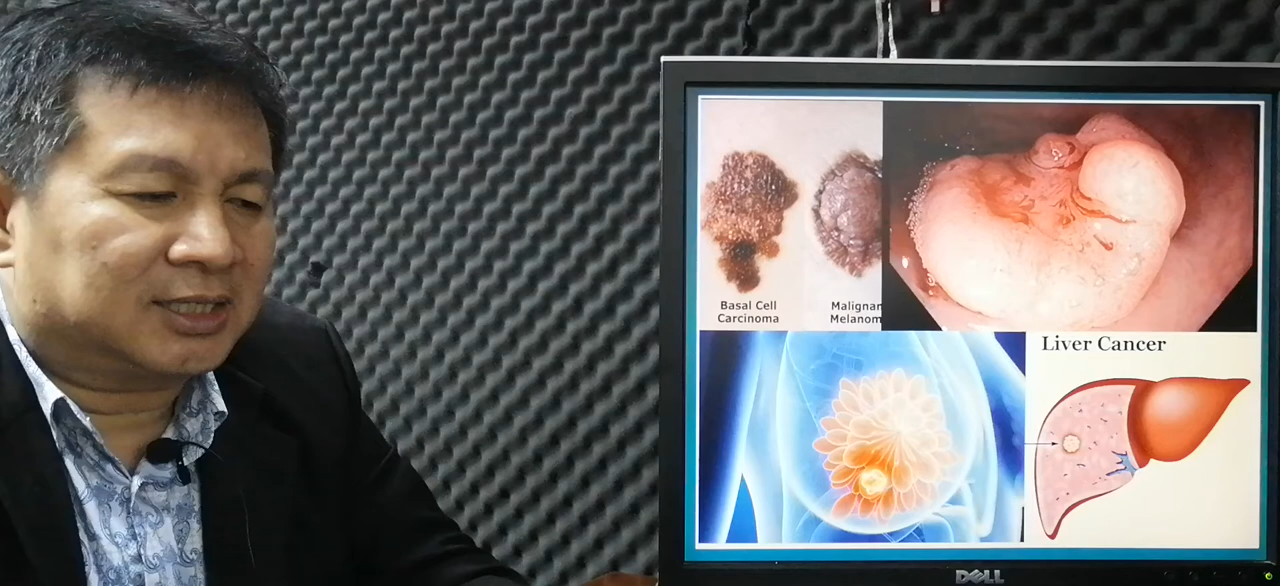 Basal Cell
Carcinoma
Malignan
Melanom
Liver Cancer
DELL